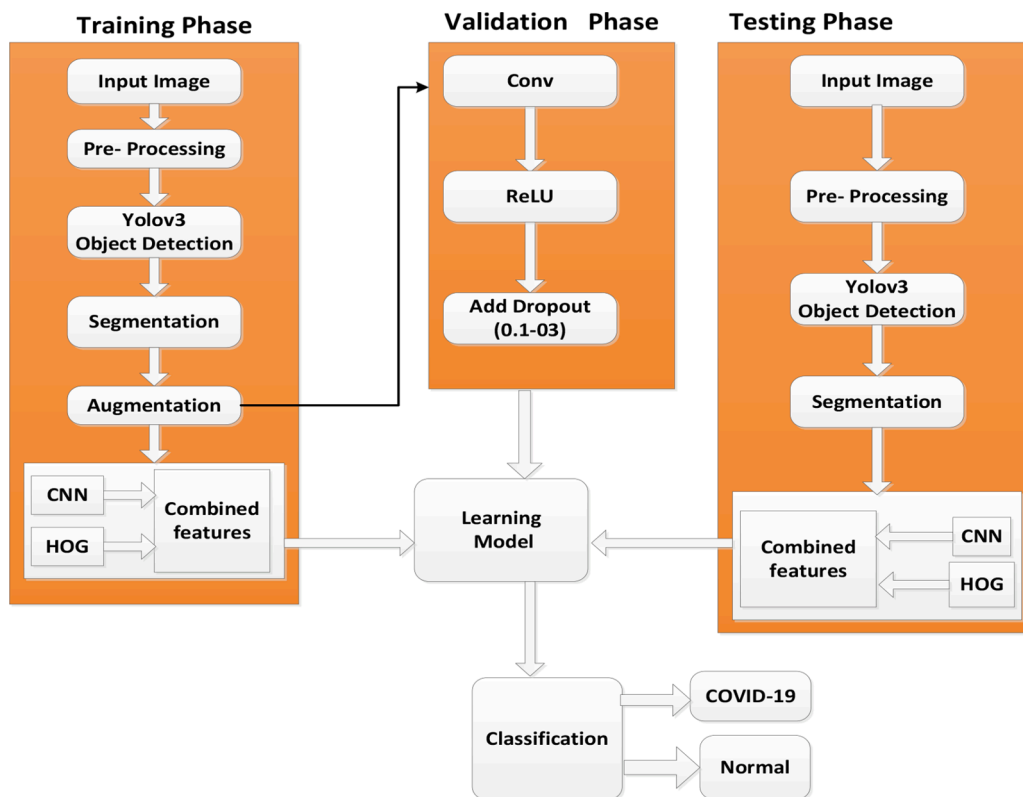 Training Phase
Input Image
Pre- Processing
Yolov3
Object Detection
Segmentation
Augmentation
CNN
HOG
Combined
features
Validation Phase
Conv
ReLU
Add Dropout
(0.1-03)
Testing Phase
Input Image
Pre- Processing
Yolov3
Object Detection
Segmentation
Combined
features
CNN
HOG
Learning
Model
Classification
COVID-19
Normal